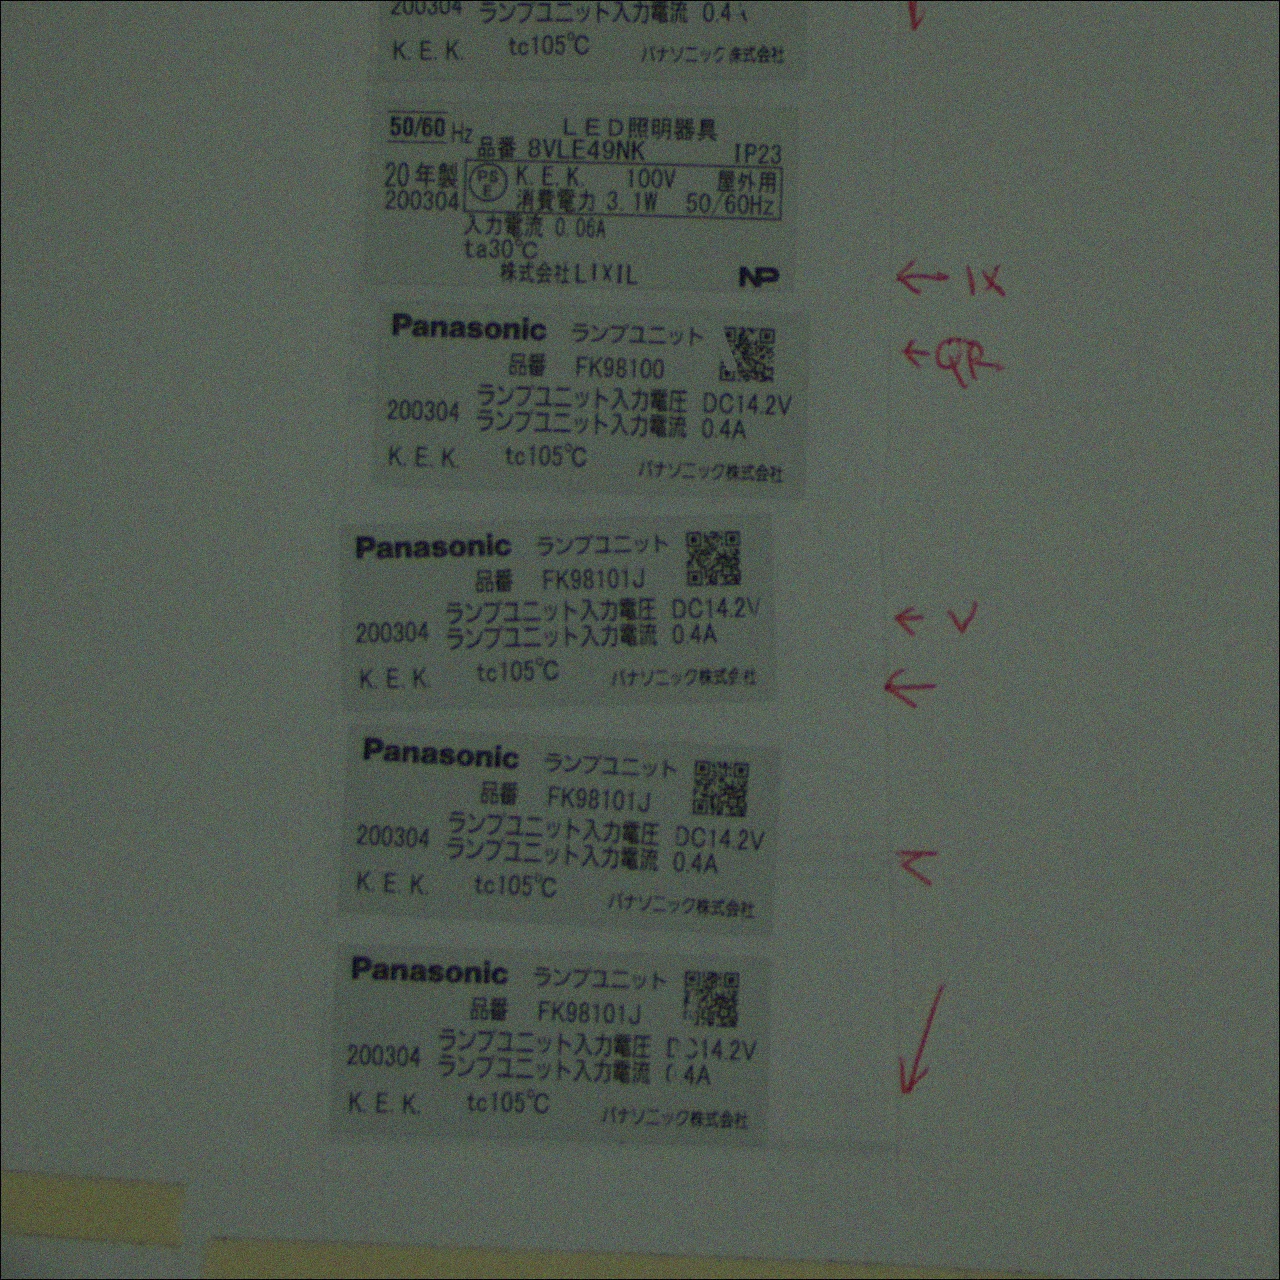 200304 ランプユニット入力電流 0.4
K.E.K. tc105℃ パナソニック株式会社
50/60 Hz LED照明器具
品番 8VLE49NK IP23
20年製 PS E K.E.K. 100V 屋外用
200304 消費電力 3.1W 50/60Hz
入力電流 0.06A
ta30℃
株式会社LIXIL NP
IX
Panasonic ランプユニット
QR
品番 FK98100
ランプユニット入力電圧 DC14.2V
200304 ランプユニット入力電流 0.4A
K.E.K. tc105℃ パナソニック株式会社
Panasonic ランプユニット
品番 FK98101J
ランプユニット入力電圧 DC14.2V
V
200304 ランプユニット入力電流 0.4A
K.E.K. tc105℃ パナソニック株式会社
Panasonic ランプユニット
品番 FK98101J
ランプユニット入力電圧 DC14.2V
200304 ランプユニット入力電流 0.4A
K.E.K. tc105℃ パナソニック株式会社
Panasonic ランプユニット
品番 FK98101J
ランプユニット入力電圧 DC14.2V
200304 ランプユニット入力電流 0.4A
K.E.K. tc105℃ パナソニック株式会社